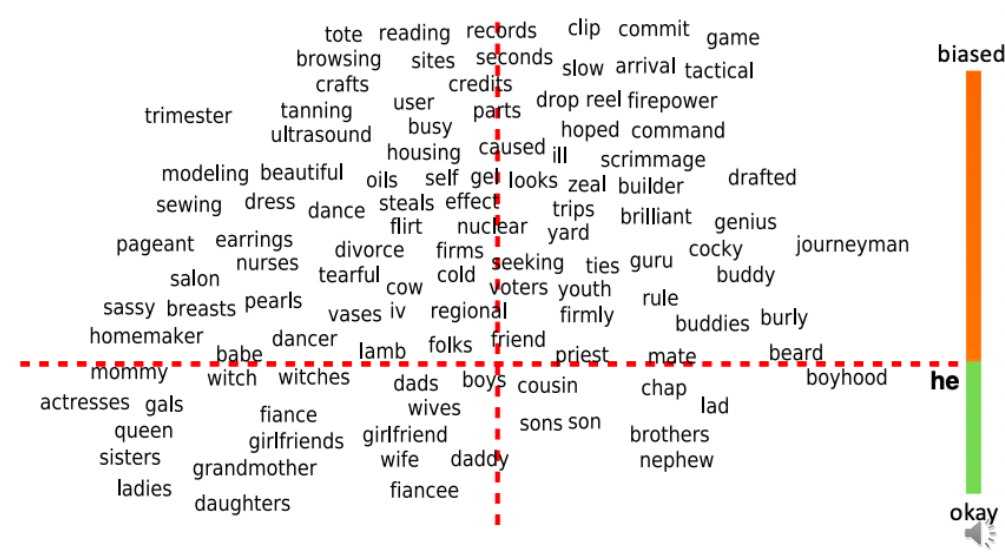 tote reading records clip commit game
browsing sites seconds slow arrival tactical biased
crafts credits drop reel firepower
trimester tanning user parts
ultrasound busy hoped command
housing caused ill scrimmage
modeling beautiful oils self gel looks zeal builder drafted
sewing dress dance steals effect trips brilliant genius
flirt nuclear yard
pageant earrings divorce firms cocky journeyman
salon nurses tearful cold seeking ties guru buddy
cow voters youth rule
sassy breasts pearls vases iv regional firmly buddies burly
homemaker dancer folks friend
babe lamb priest mate beard
mommy witch witches dads boys cousin chap boyhood he
actresses gals fiance wives lad
queen girlfriends girlfriend sons son brothers
sisters grandmother wife daddy nephew
ladies daughters fiancee okay